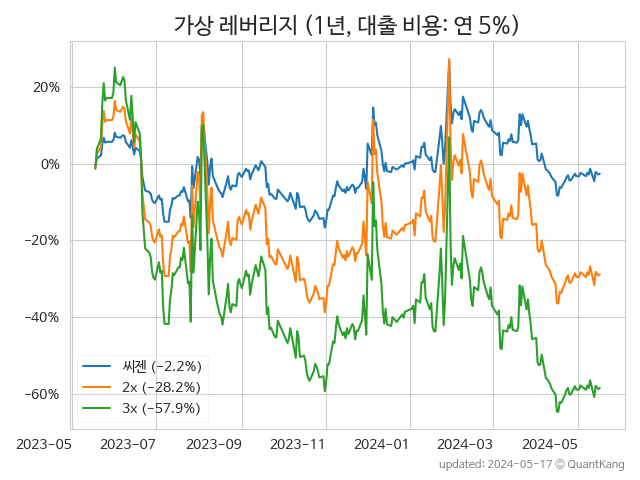 가상 레버리지 (1년, 대출 비용: 연 5%)
20%
0%
−20%
−40%
−60%
씨젠 (−2.2%)
2x (−28.2%)
3x (−57.9%)
2023-05 2023-07 2023-09 2023-11 2024-01 2024-03 2024-05
updated: 2024-05-17 © QuantKang